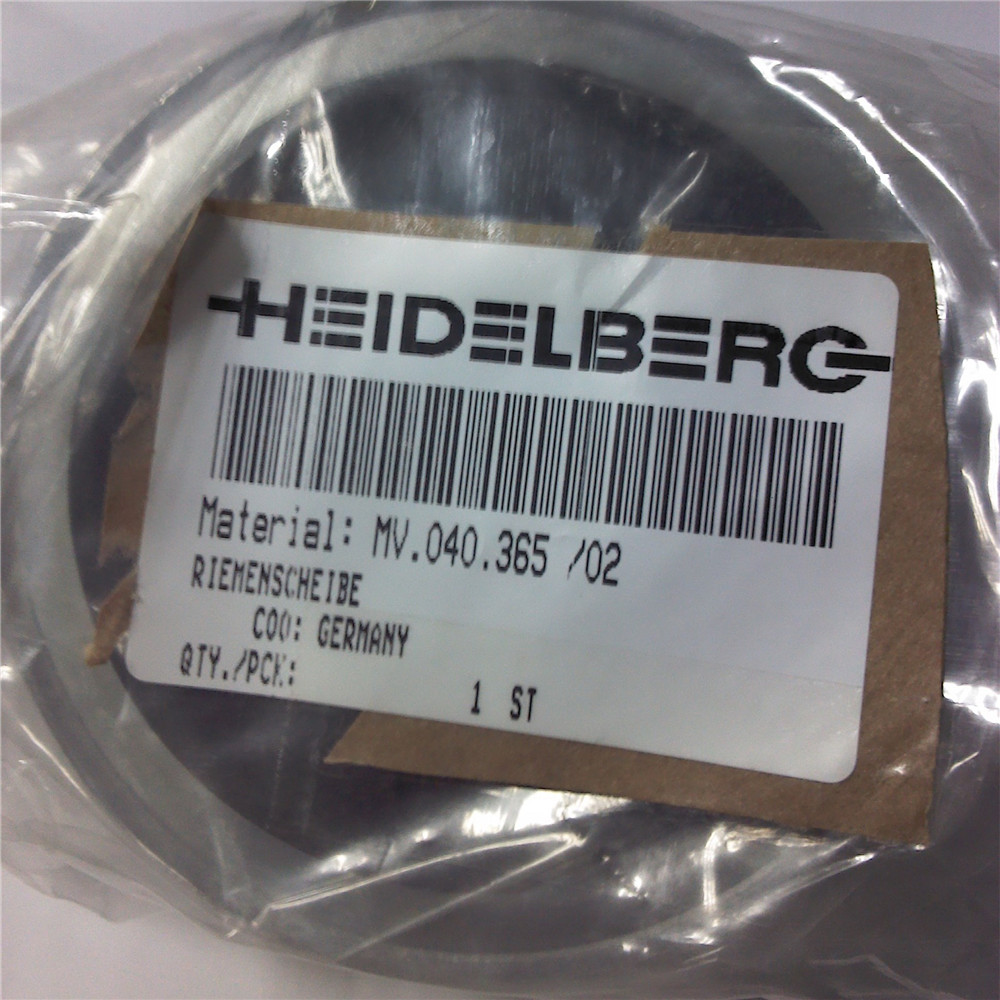 HEIDELBERG
Material: MV.040.365 /02
RIEMENSCHEIBE
COO: GERMANY
QTY./PCK:
1 ST